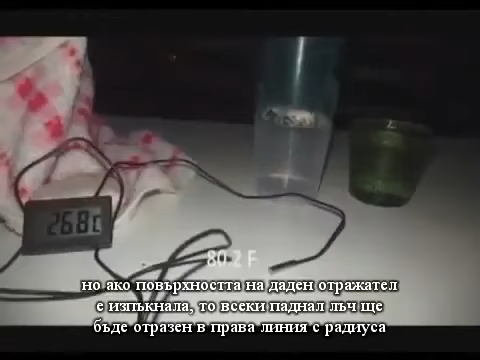 26.8c
80.2 F
но ако повърхността на даден отражател
е изпъкнала, то всеки паднал лъч ще
бъде отразен в права линия с радиуса